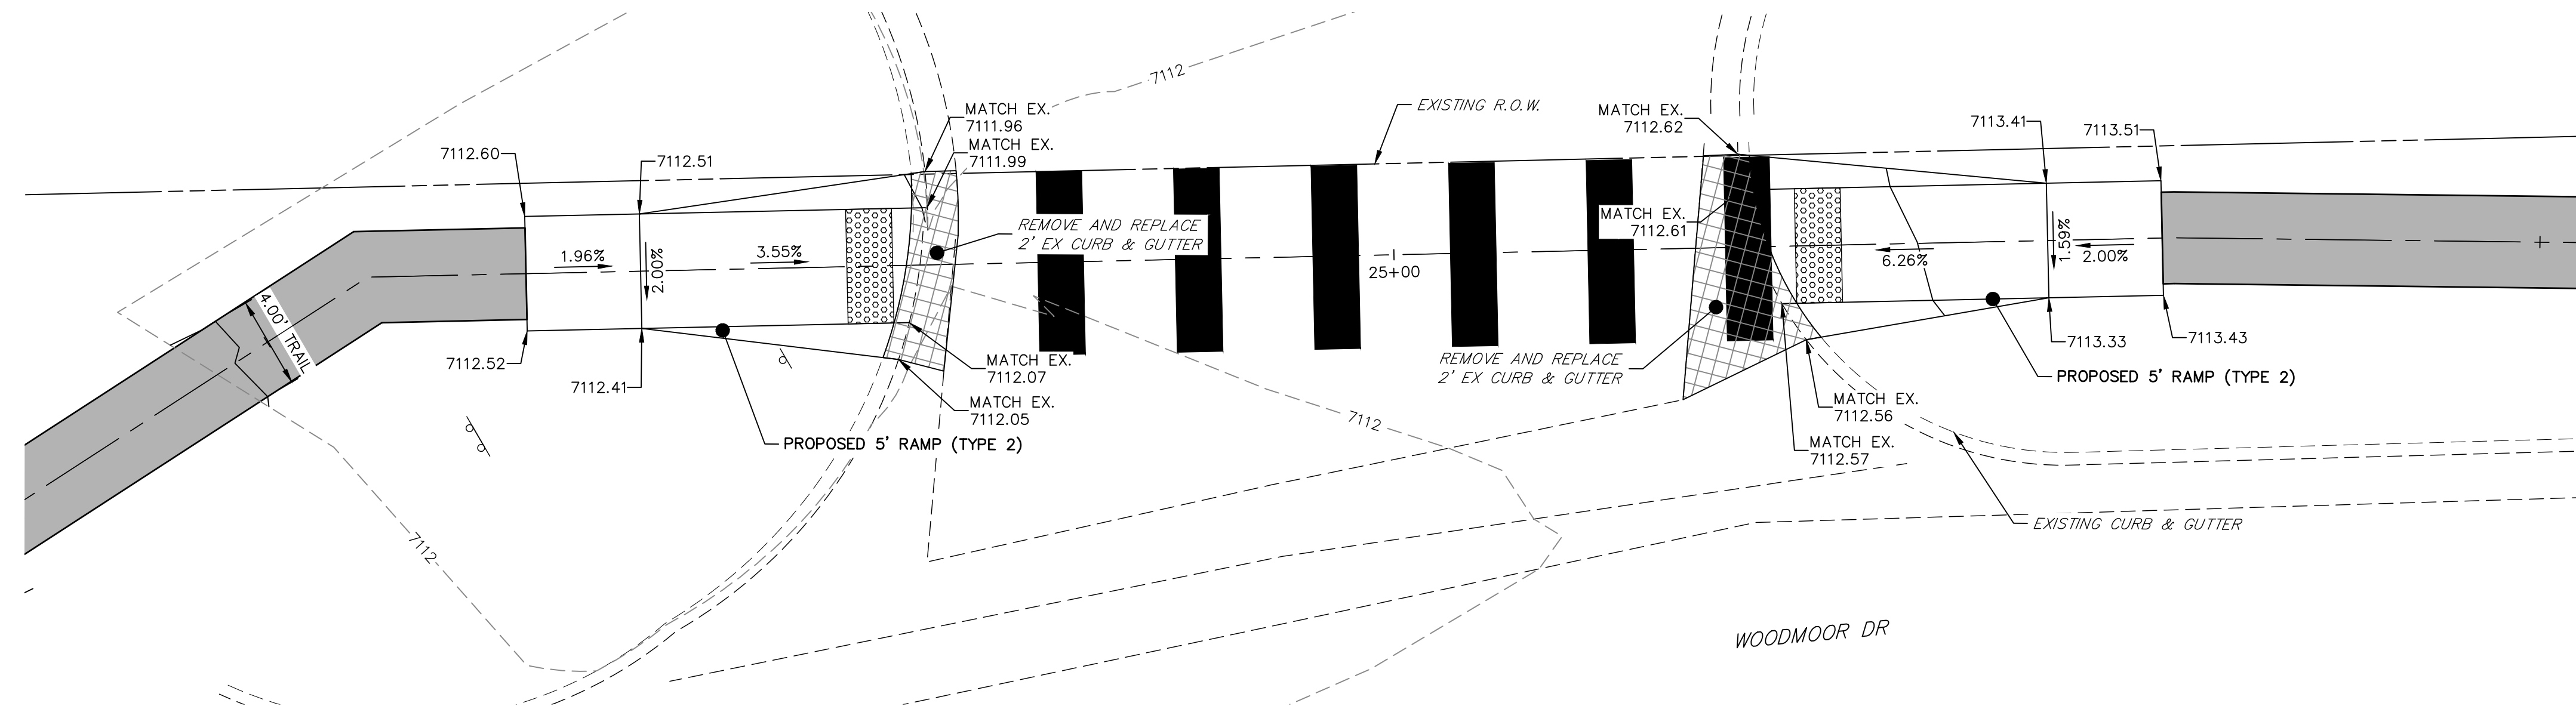 7112
EXISTING R.O.W.
MATCH EX.
7111.96
MATCH EX.
7111.99
MATCH EX.
7112.62
7113.41
7113.51
7112.60
7112.51
REMOVE AND REPLACE
2' EX CURB & GUTTER
MATCH EX.
7112.61
1.96%
2.00%
3.55%
25+00
6.26%
1.59%
2.00%
4.00' TRAIL
7112.52
7112.41
MATCH EX.
7112.07
MATCH EX.
7112.05
PROPOSED 5' RAMP (TYPE 2)
REMOVE AND REPLACE
2' EX CURB & GUTTER
7113.33
7113.43
PROPOSED 5' RAMP (TYPE 2)
MATCH EX.
7112.56
MATCH EX.
7112.57
7112
7112
EXISTING CURB & GUTTER
WOODMOOR DR